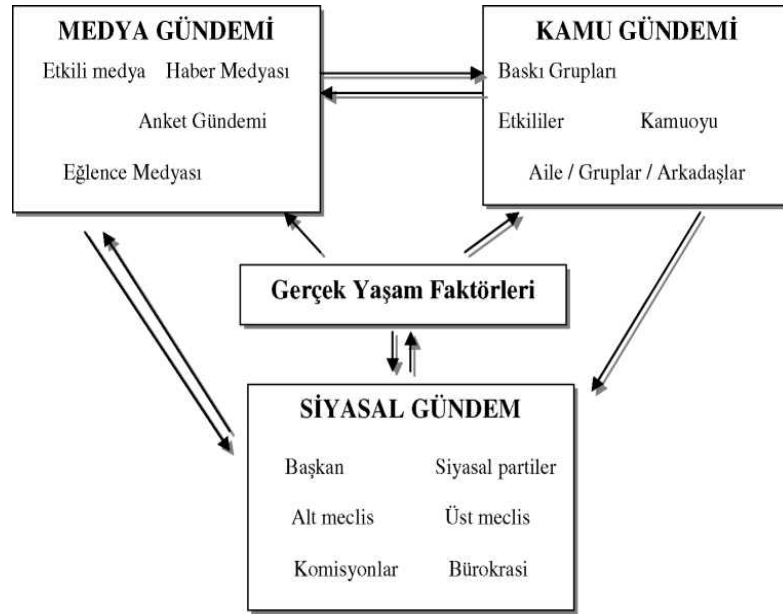 MEDYA GÜNDEMİ
Etkili medya Haber Medyası
Anket Gündemi
Eğlence Medyası
KAMU GÜNDEMİ
Baskı Grupları
Etkililer Kamuoyu
Aile / Gruplar / Arkadaşlar
Gerçek Yaşam Faktörleri
SİYASAL GÜNDEM
Başkan Siyasal partiler
Alt meclis Üst meclis
Komisyonlar Bürokrasi